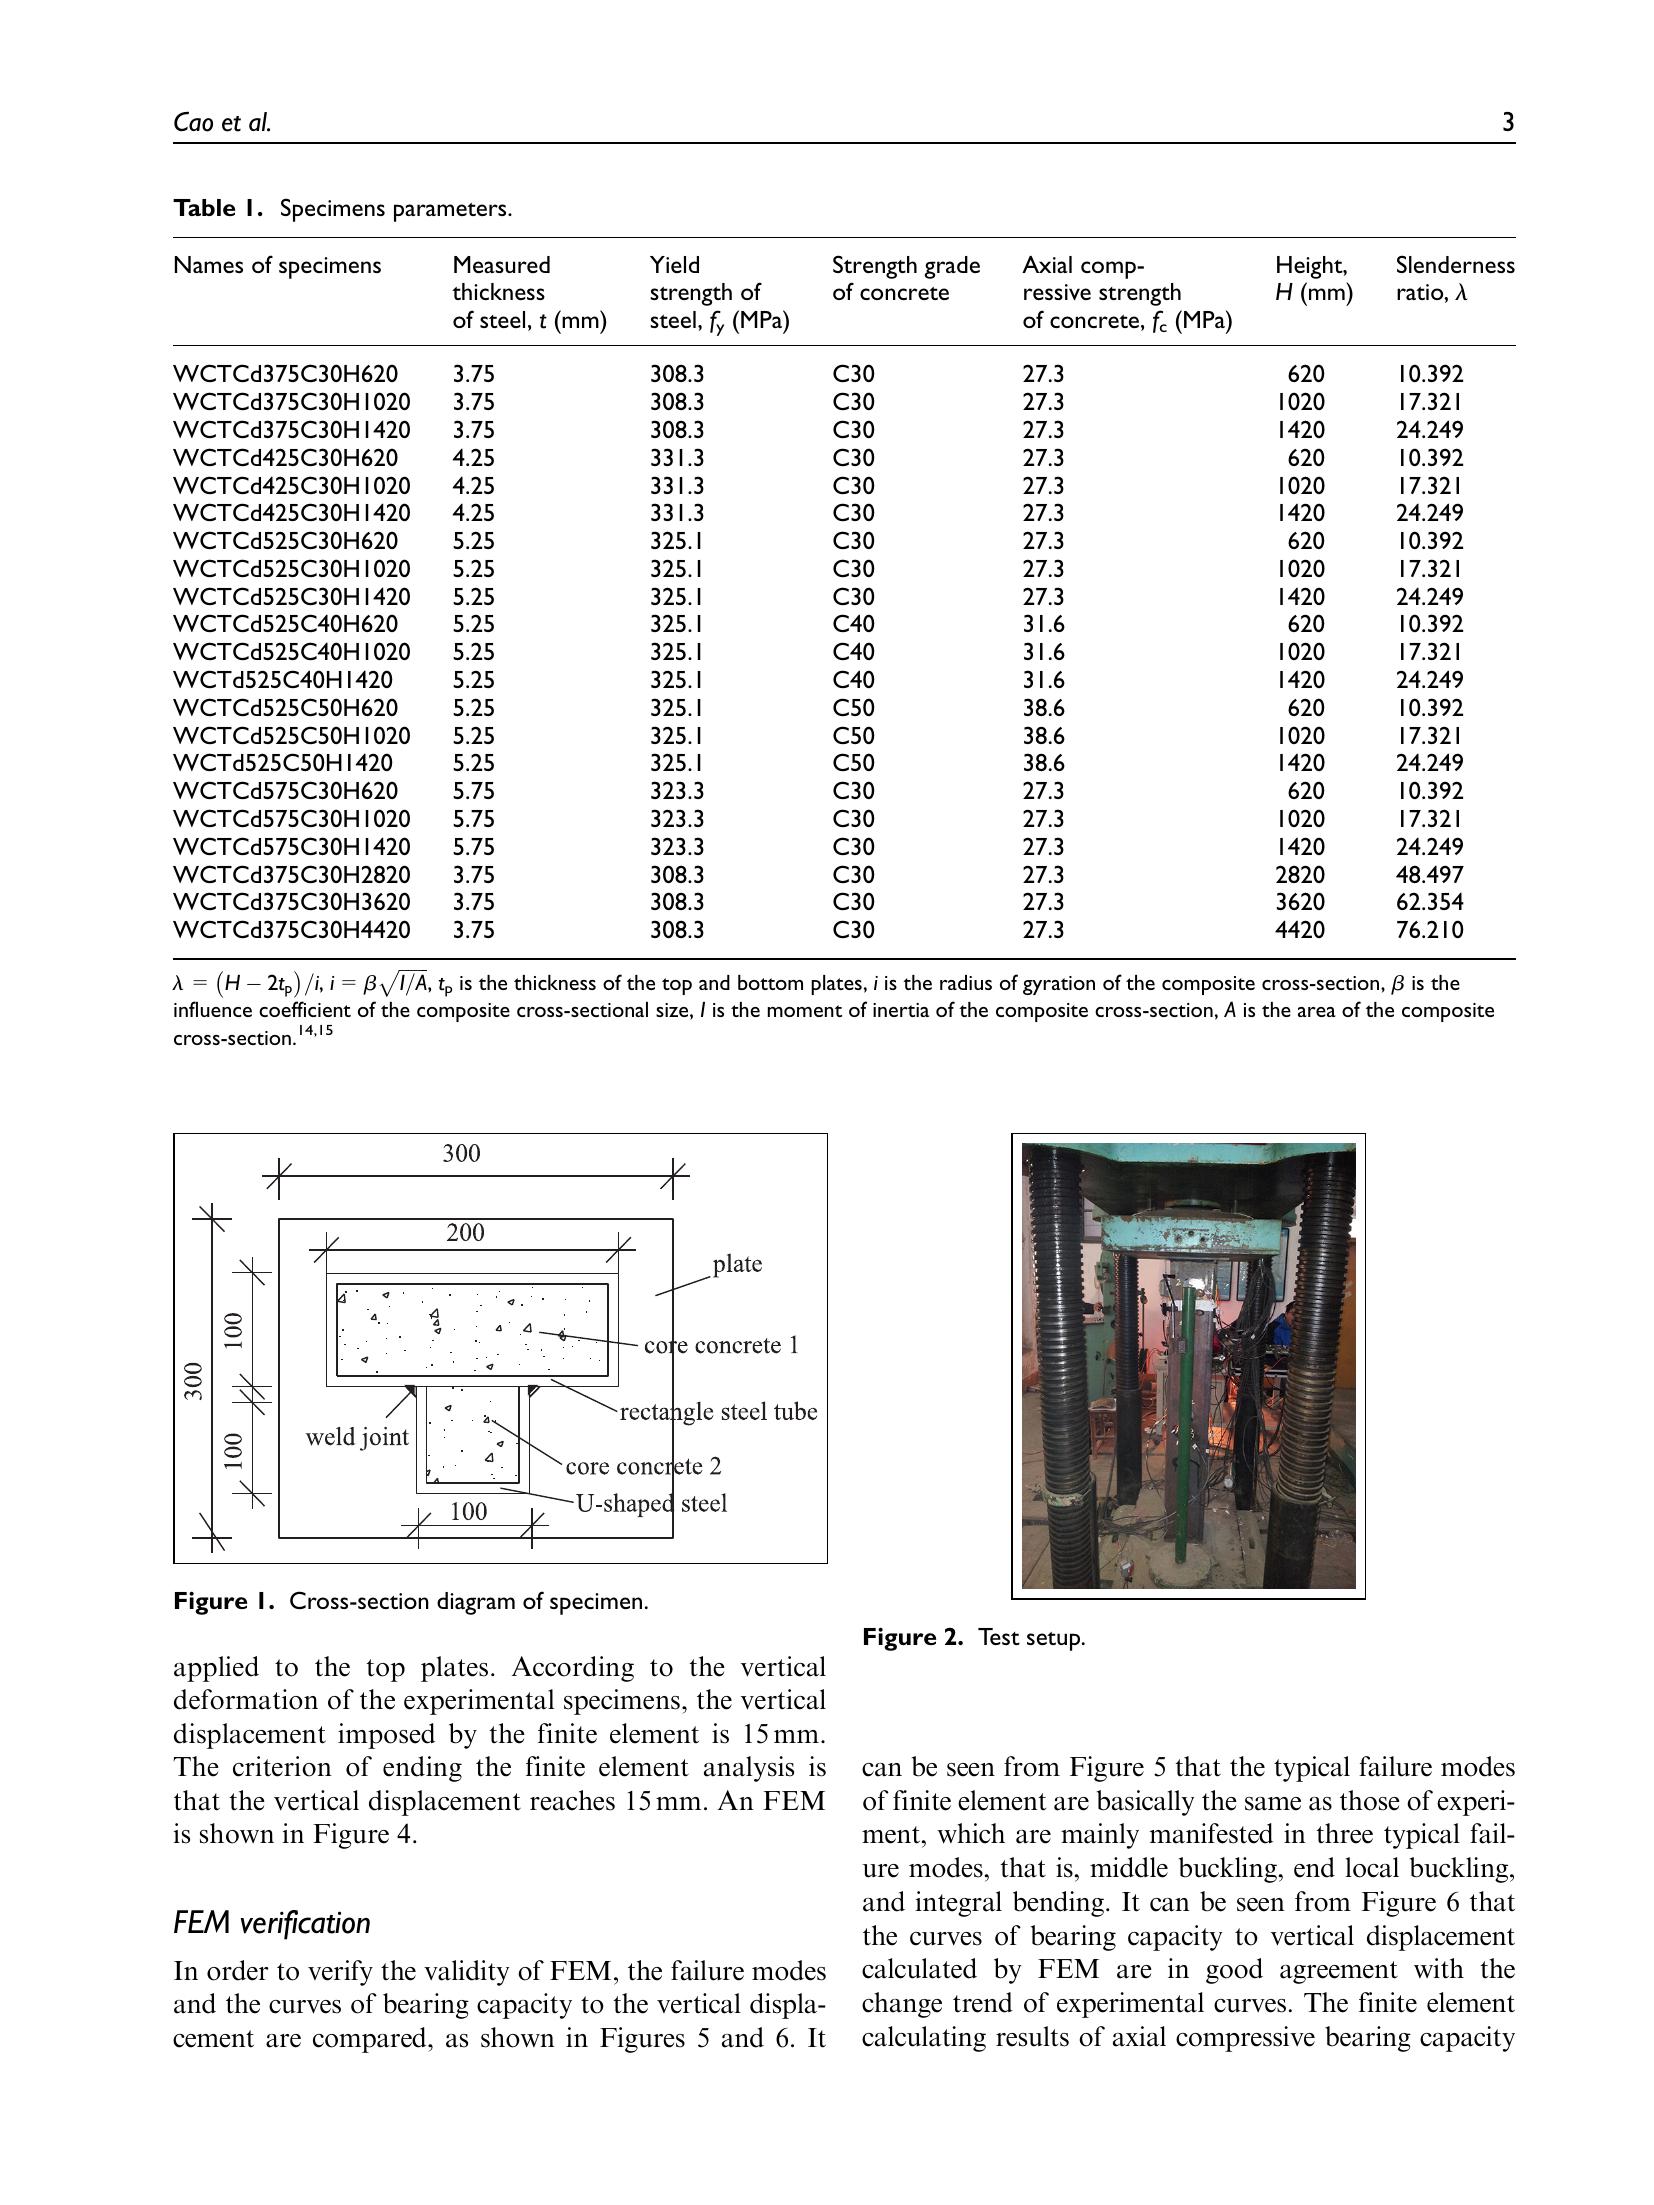 Cao et al.
3
Table 1. Specimens parameters.
Names of specimens Measured thickness of steel, t (mm) Yield strength of steel, fy (MPa) Strength grade of concrete Axial comp-ressive strength of concrete, fc (MPa) Height, H (mm) Slenderness ratio, λ
WCTCd375C30H620 3.75 308.3 C30 27.3 620 10.392
WCTCd375C30H1020 3.75 308.3 C30 27.3 1020 17.321
WCTCd375C30H1420 3.75 308.3 C30 27.3 1420 24.249
WCTCd425C30H620 4.25 331.3 C30 27.3 620 10.392
WCTCd425C30H1020 4.25 331.3 C30 27.3 1020 17.321
WCTCd425C30H1420 4.25 331.3 C30 27.3 1420 24.249
WCTCd525C30H620 5.25 325.1 C30 27.3 620 10.392
WCTCd525C30H1020 5.25 325.1 C30 27.3 1020 17.321
WCTCd525C30H1420 5.25 325.1 C30 27.3 1420 24.249
WCTCd525C40H620 5.25 325.1 C40 31.6 620 10.392
WCTCd525C40H1020 5.25 325.1 C40 31.6 1020 17.321
WCTd525C40H1420 5.25 325.1 C40 31.6 1420 24.249
WCTCd525C50H620 5.25 325.1 C50 38.6 620 10.392
WCTCd525C50H1020 5.25 325.1 C50 38.6 1020 17.321
WCTd525C50H1420 5.25 325.1 C50 38.6 1420 24.249
WCTCd575C30H620 5.75 323.3 C30 27.3 620 10.392
WCTCd575C30H1020 5.75 323.3 C30 27.3 1020 17.321
WCTCd575C30H1420 5.75 323.3 C30 27.3 1420 24.249
WCTCd375C30H2820 3.75 308.3 C30 27.3 2820 48.497
WCTCd375C30H3620 3.75 308.3 C30 27.3 3620 62.354
WCTCd375C30H4420 3.75 308.3 C30 27.3 4420 76.210
λ = (H − 2tp)/i, i = β√I/A, tp is the thickness of the top and bottom plates, i is the radius of gyration of the composite cross-section, β is the
influence coefficient of the composite cross-sectional size, I is the moment of inertia of the composite cross-section, A is the area of the composite
cross-section.14,15
300
200
plate
100
core concrete 1
300
rectangle steel tube
weld joint
100
core concrete 2
U-shaped steel
100
Figure 1. Cross-section diagram of specimen.
applied to the top plates. According to the vertical
deformation of the experimental specimens, the vertical
displacement imposed by the finite element is 15 mm.
The criterion of ending the finite element analysis is
that the vertical displacement reaches 15 mm. An FEM
is shown in Figure 4.
FEM verification
In order to verify the validity of FEM, the failure modes
and the curves of bearing capacity to the vertical displa-
cement are compared, as shown in Figures 5 and 6. It
Figure 2. Test setup.
can be seen from Figure 5 that the typical failure modes
of finite element are basically the same as those of experi-
ment, which are mainly manifested in three typical fail-
ure modes, that is, middle buckling, end local buckling,
and integral bending. It can be seen from Figure 6 that
the curves of bearing capacity to vertical displacement
calculated by FEM are in good agreement with the
change trend of experimental curves. The finite element
calculating results of axial compressive bearing capacity